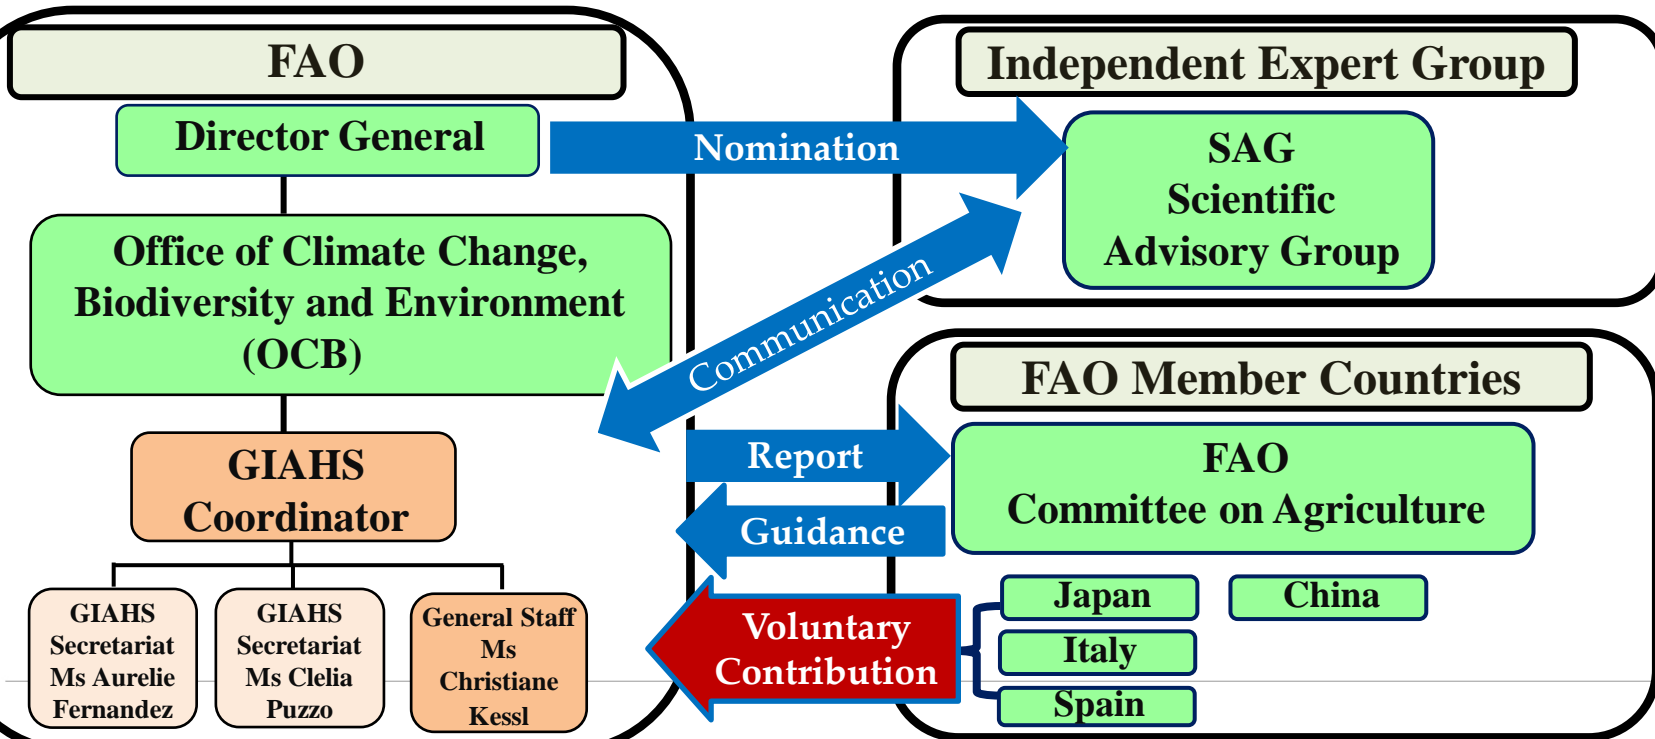 FAO
Director General
Office of Climate Change,
Biodiversity and Environment
(OCB)
GIAHS
Coordinator
GIAHS
Secretariat
Ms Aurelie
Fernandez
GIAHS
Secretariat
Ms Clelia
Puzzo
General Staff
Ms
Christiane
Kessl
Nomination
Communication
Report
Guidance
Voluntary
Contribution
Independent Expert Group
SAG
Scientific
Advisory Group
FAO Member Countries
FAO
Committee on Agriculture
Japan
China
Italy
Spain